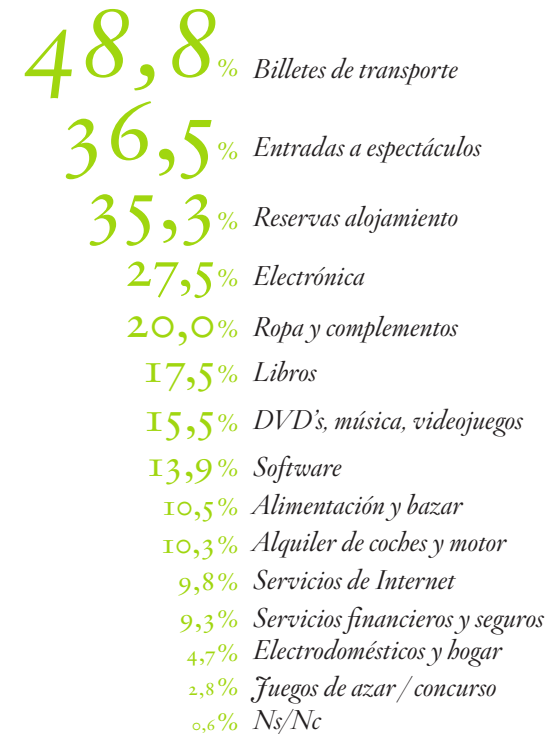 48,8% Billetes de transporte
36,5% Entradas a espectáculos
35,3% Reservas alojamiento
27,5% Electrónica
20,0% Ropa y complementos
17,5% Libros
15,5% DVD's, música, videojuegos
13,9% Software
10,5% Alimentación y bazar
10,3% Alquiler de coches y motor
9,8% Servicios de Internet
9,3% Servicios financieros y seguros
4,7% Electrodomésticos y hogar
2,8% Juegos de azar / concurso
0,6% Ns/Nc